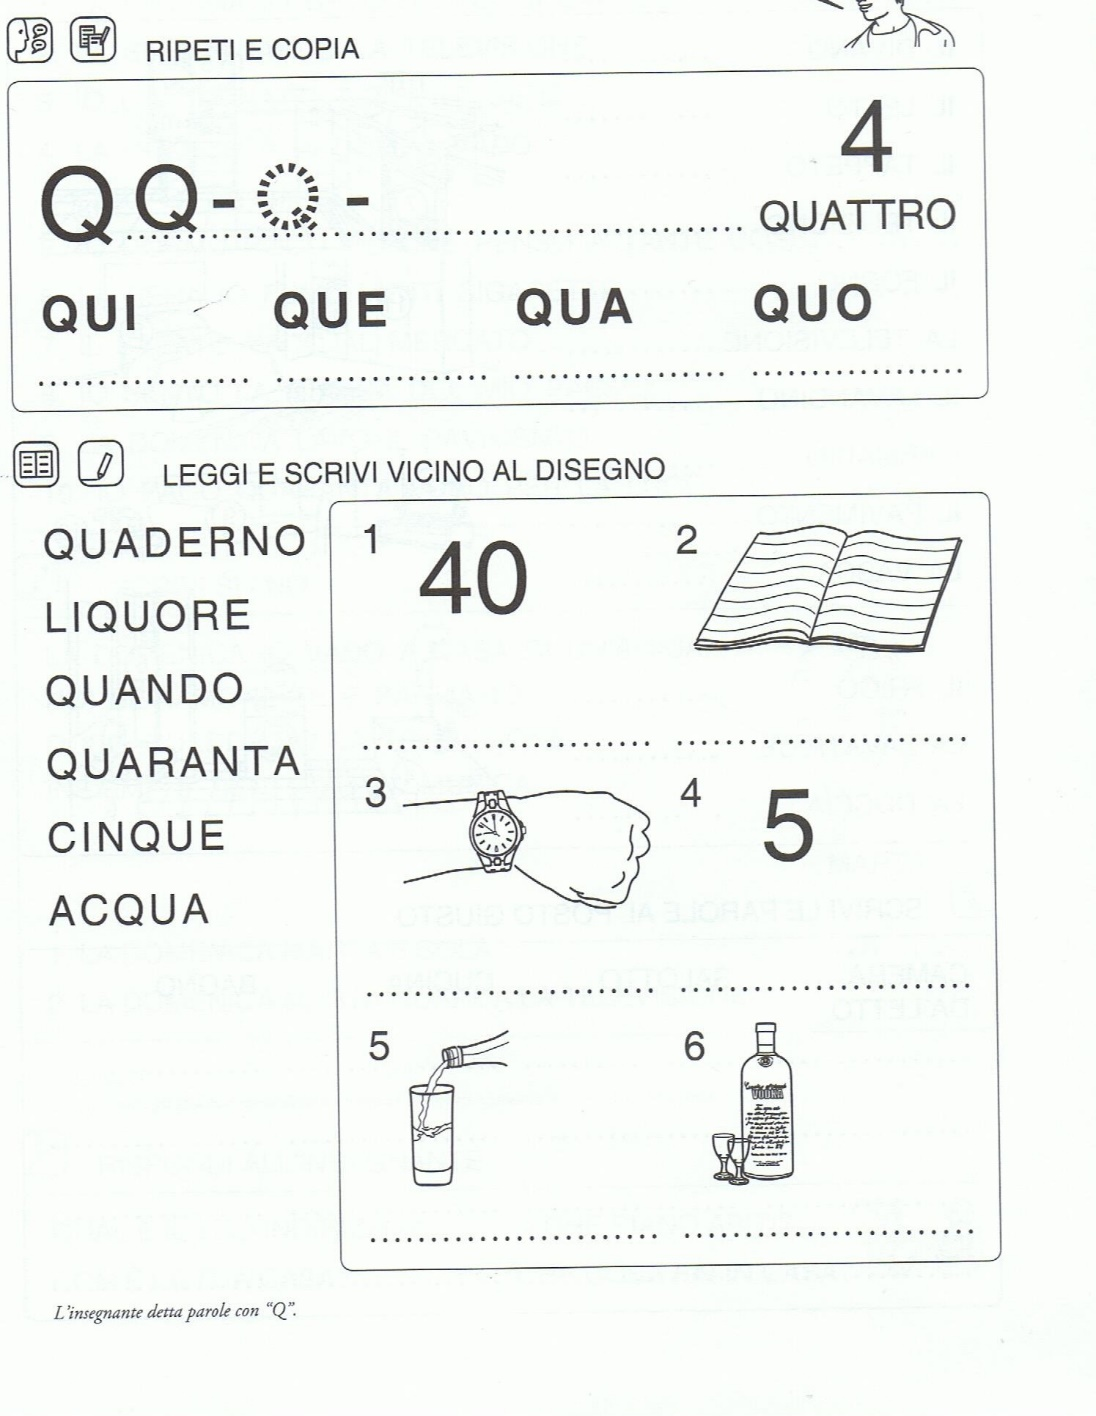 RIPETI E COPIA
4
Q Q - Q -
QUATTRO
QUI QUE QUA QUO
LEGGI E SCRIVI VICINO AL DISEGNO
QUADERNO
LIQUORE
QUANDO
QUARANTA
CINQUE
ACQUA
1 40
2
3
4 5
5
6
VODKA
L'insegnante detta parole con “Q”.